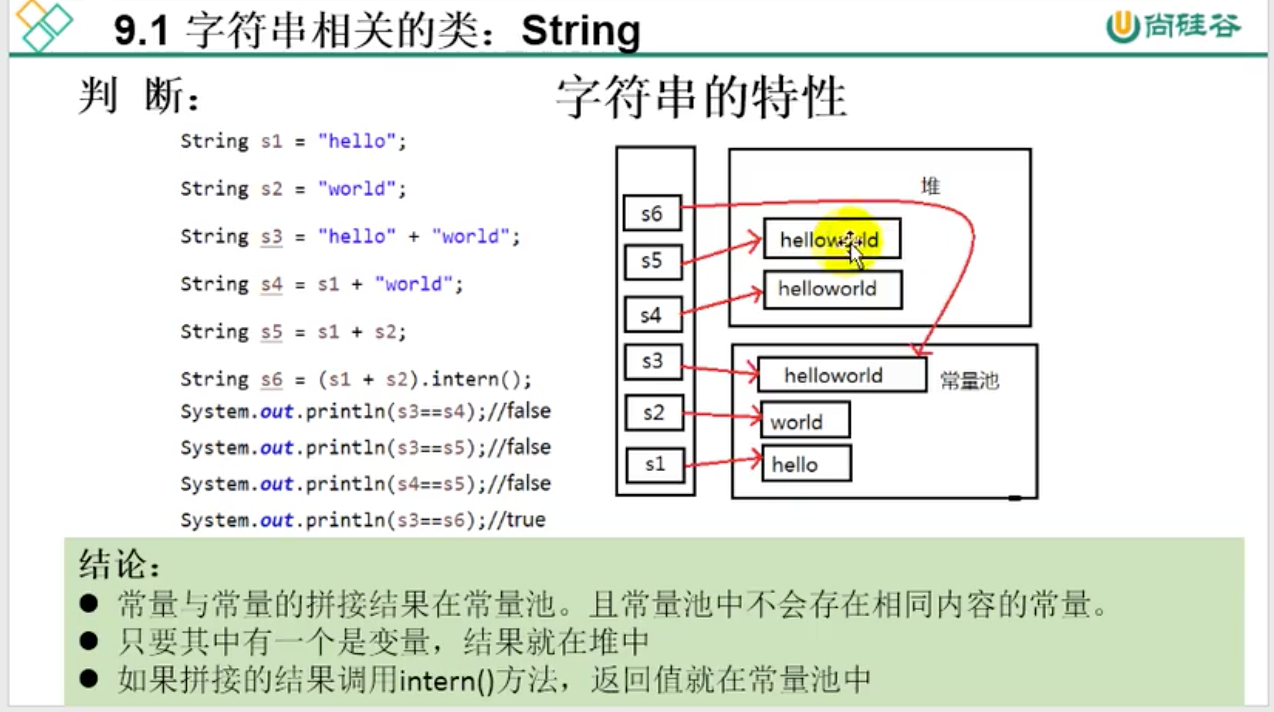 9.1 字符串相关的类：String
尚硅谷
判 断：
字符串的特性
String s1 = "hello";
String s2 = "world";
String s3 = "hello" + "world";
String s4 = s1 + "world";
String s5 = s1 + s2;
String s6 = (s1 + s2).intern();
System.out.println(s3==s4);//false
System.out.println(s3==s5);//false
System.out.println(s4==s5);//false
System.out.println(s3==s6);//true
s6
s5
s4
s3
s2
s1
堆
helloworld
helloworld
helloworld
常量池
world
hello
结论：
● 常量与常量的拼接结果在常量池。且常量池中不会存在相同内容的常量。
● 只要其中有一个是变量，结果就在堆中
● 如果拼接的结果调用intern()方法，返回值就在常量池中